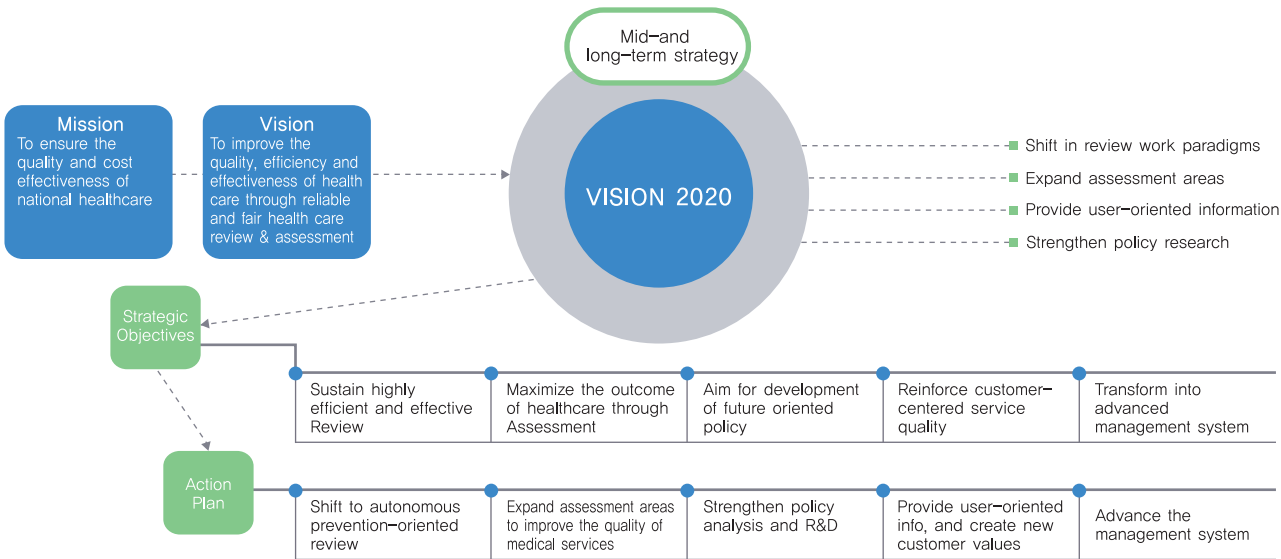 Mid-and
long-term strategy
Mission
To ensure the
quality and cost
effectiveness of
national healthcare
Vision
To improve the
quality, efficiency and
effectiveness of health
care through reliable
and fair health care
review & assessment
VISION 2020
Shift in review work paradigms
Expand assessment areas
Provide user-oriented information
Strengthen policy research
Strategic
Objectives
Sustain highly
efficient and effective
Review
Maximize the outcome
of healthcare through
Assessment
Aim for development
of future oriented
policy
Reinforce customer-
centered service
quality
Transform into
advanced
management system
Action
Plan
Shift to autonomous
prevention-oriented
review
Expand assessment areas
to improve the quality of
medical services
Strengthen policy
analysis and R&D
Provide user-oriented
info, and create new
customer values
Advance the
management system